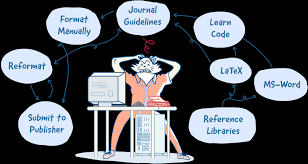 Journal
Guidelines
Format
Manually
Learn
Code
Reformat
LaTeX
MS-Word
Submit to
Publisher
Reference
Libraries